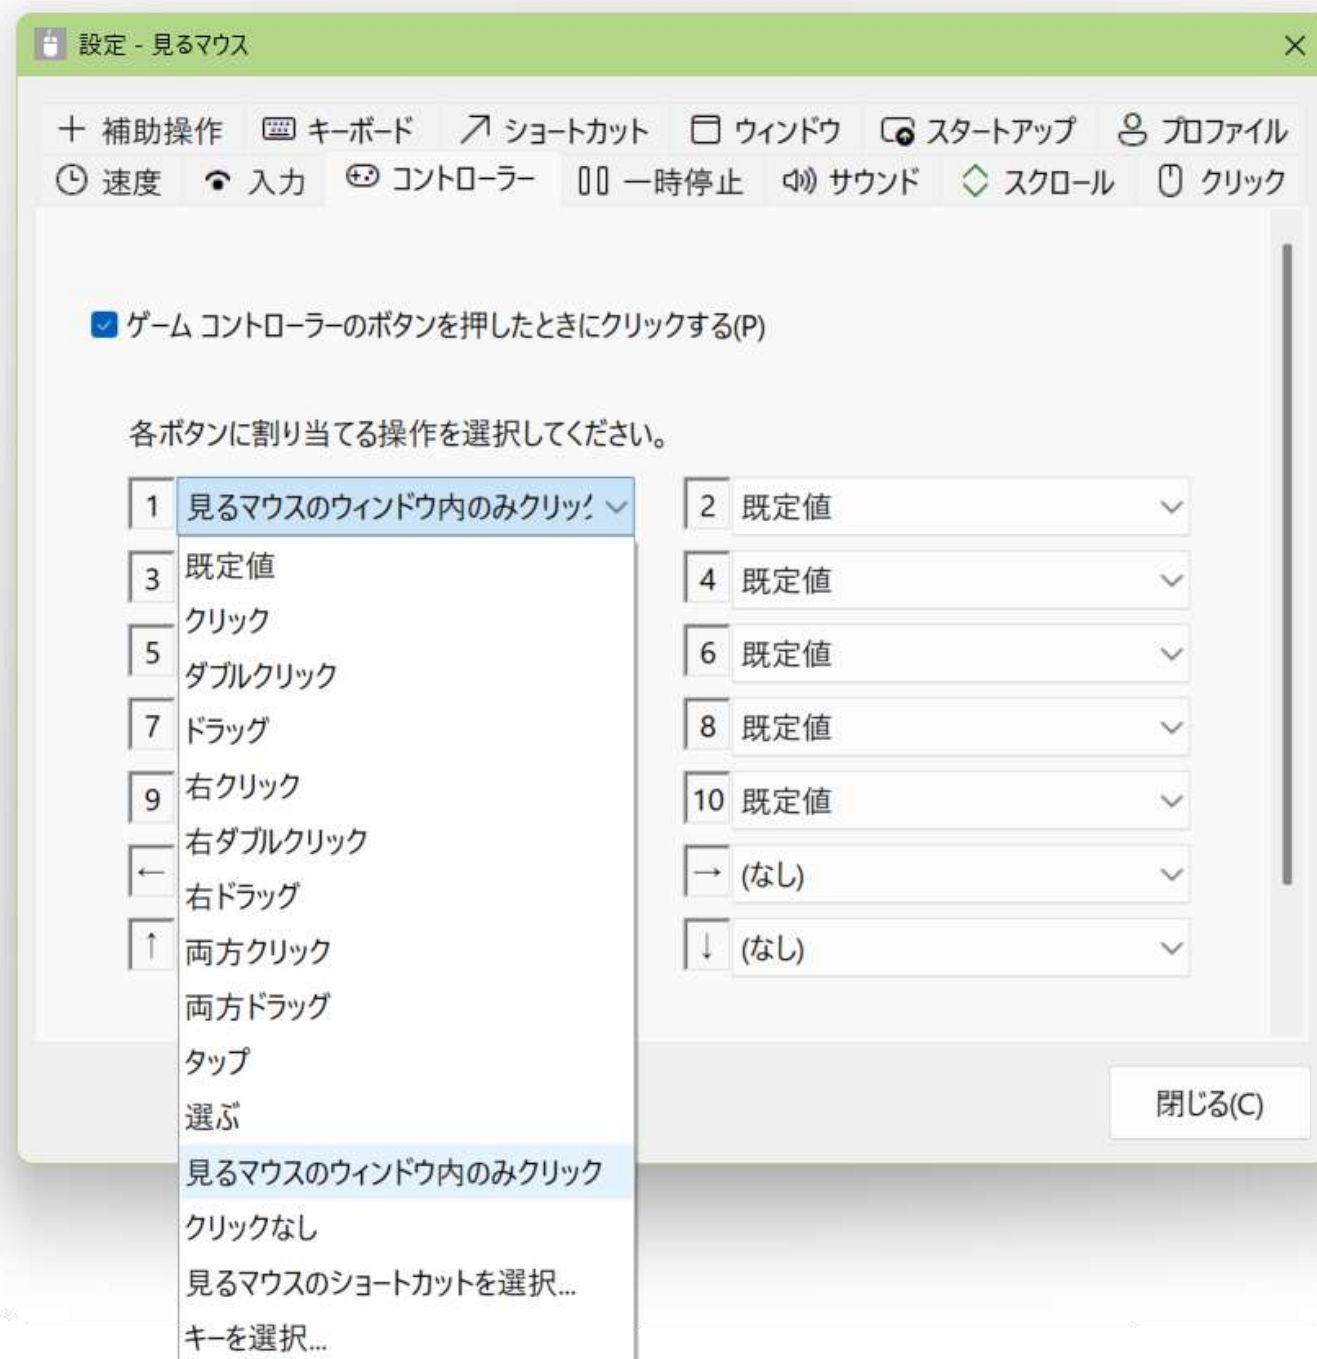 設定 - 見るマウス
補助操作 キーボード ショートカット ウィンドウ スタートアップ プロファイル
速度 入力 コントローラー 一時停止 サウンド スクロール クリック
ゲーム コントローラーのボタンを押したときにクリックする(P)
各ボタンに割り当てる操作を選択してください。
1 見るマウスのウィンドウ内のみクリッ
2 既定値
3
4 既定値
5
6 既定値
7
8 既定値
9
10 既定値
←
→ (なし)
↑
↓ (なし)
既定値
クリック
ダブルクリック
ドラッグ
右クリック
右ダブルクリック
右ドラッグ
両方クリック
両方ドラッグ
タップ
選ぶ
見るマウスのウィンドウ内のみクリック
クリックなし
見るマウスのショートカットを選択...
キーを選択...
閉じる(C)